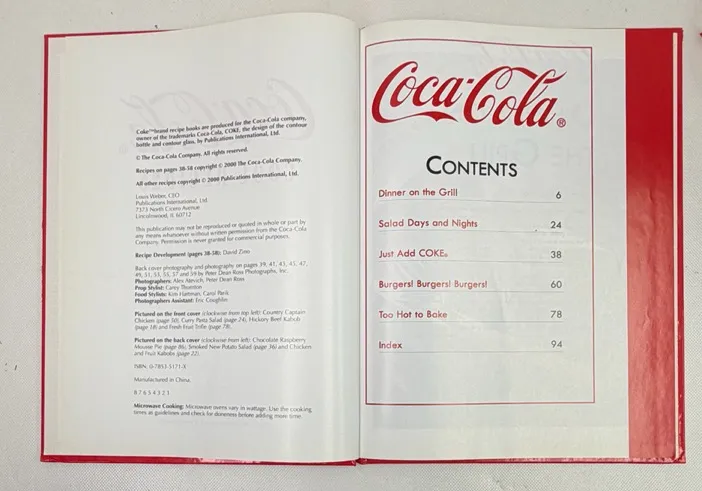 Coke™brand recipe books are produced for the Coca-Cola company,
owner of the trademarks Coca-Cola, COKE, the design of the contour
bottle and contour glass, by Publications International, Ltd.
© The Coca-Cola Company. All rights reserved.
Recipes on pages 38-58 copyright © 2000 The Coca-Cola Company.
All other recipes copyright © 2000 Publications International, Ltd.
Louis Weber, CEO
Publications International, Ltd.
7373 North Cicero Avenue
Lincolnwood, IL 60712
This publication may not be reproduced or quoted in whole or part by
any means whatsoever without written permission from the Coca-Cola
Company. Permission is never granted for commercial purposes.
Recipe Development (pages 38-58): David Zino
Back cover photography and photography on pages 39, 41, 43, 45, 47,
49, 51, 53, 55, 57 and 59 by Peter Dean Ross Photographs, Inc.
Photographers: Alex Atevich, Peter Dean Ross
Prop Stylist: Carey Thornton
Food Stylists: Kim Hartman, Carol Parik
Photographers Assistant: Eric Coughlin
Pictured on the front cover (clockwise from top left): Country Captain
Chicken (page 50), Curry Pasta Salad (page 24), Hickory Beef Kabob
(page 18) and Fresh Fruit Trifle (page 78).
Pictured on the back cover (clockwise from left): Chocolate Raspberry
Mousse Pie (page 86), Smoked New Potato Salad (page 36) and Chicken
and Fruit Kabobs (page 22).
ISBN: 0-7853-5171-X
Manufactured in China.
8 7 6 5 4 3 2 1
Microwave Cooking: Microwave ovens vary in wattage. Use the cooking
times as guidelines and check for doneness before adding more time.
Coca-Cola®
CONTENTS
Dinner on the Grill 6
Salad Days and Nights 24
Just Add COKE® 38
Burgers! Burgers! Burgers! 60
Too Hot to Bake 78
Index 94